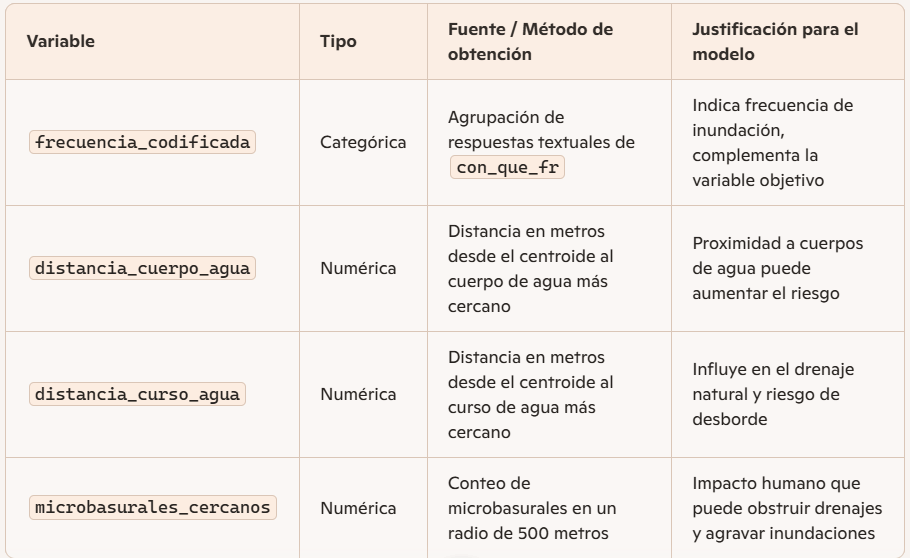 Variable
Tipo
Fuente / Método de
obtención
Justificación para el
modelo
frecuencia_codificada
Categórica
Agrupación de
respuestas textuales de
con_que_fr
Indica frecuencia de
inundación,
complementa la
variable objetivo
distancia_cuerpo_agua
Numérica
Distancia en metros
desde el centroide al
cuerpo de agua más
cercano
Proximidad a cuerpos
de agua puede
aumentar el riesgo
distancia_curso_agua
Numérica
Distancia en metros
desde el centroide al
curso de agua más
cercano
Influye en el drenaje
natural y riesgo de
desborde
microbasurales_cercanos
Numérica
Conteo de
microbasurales en un
radio de 500 metros
Impacto humano que
puede obstruir drenajes
y agravar inundaciones